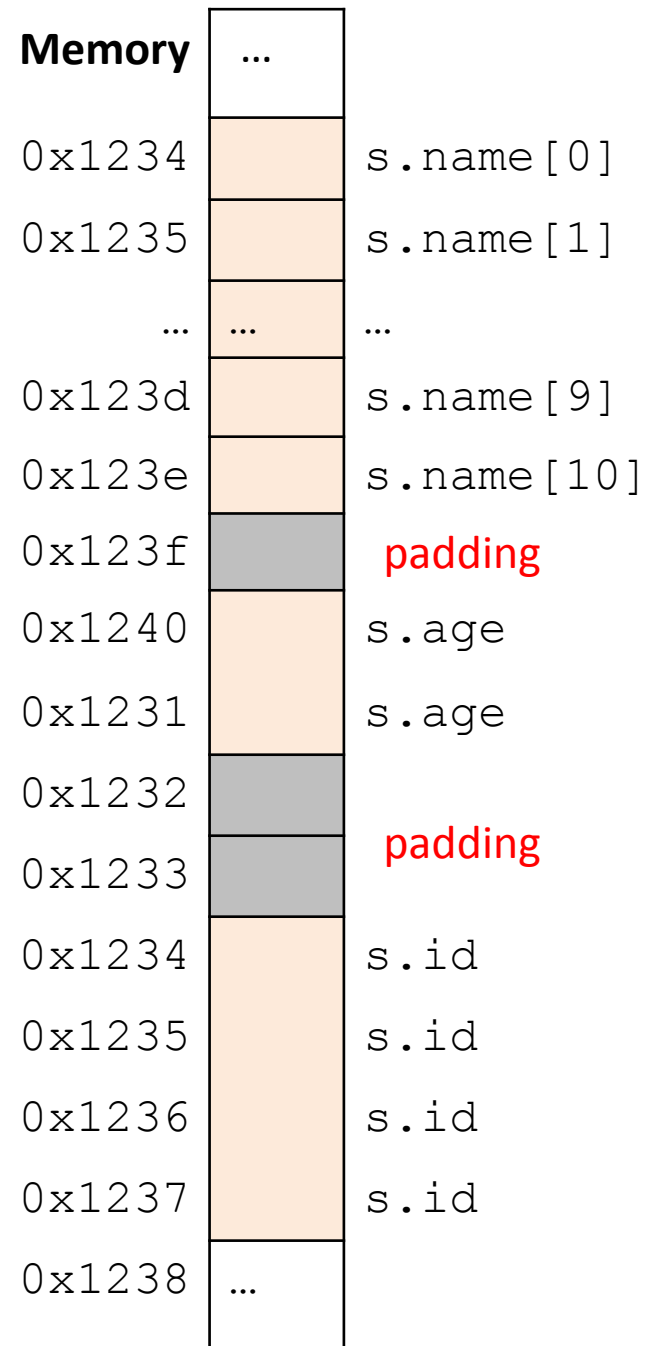 Memory ...
0x1234 s.name[0]
0x1235 s.name[1]
... ... ...
0x123d s.name[9]
0x123e s.name[10]
0x123f padding
0x1240 s.age
0x1231 s.age
0x1232
padding
0x1233
0x1234 s.id
0x1235 s.id
0x1236 s.id
0x1237 s.id
0x1238 ...